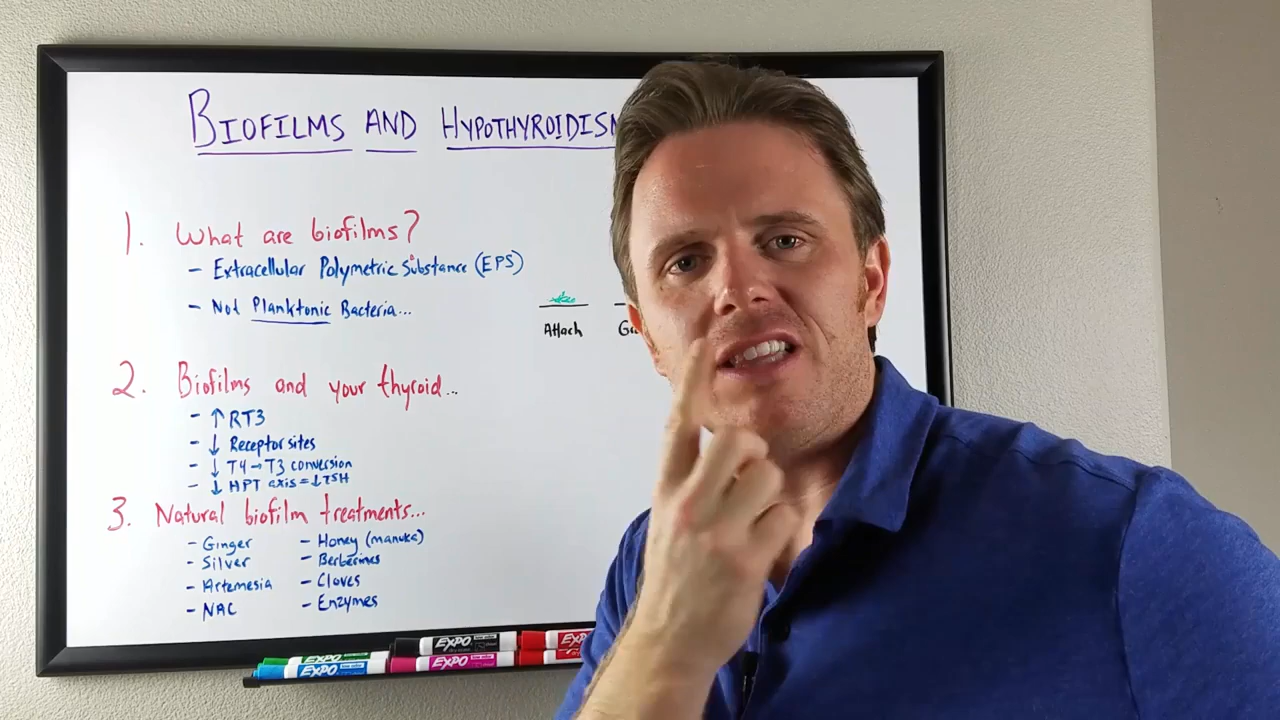 BIOFILMS AND HYPOTHYROIDISM
1. What are biofilms?
- Extracellular Polymetric Substance (EPS)
- Not Planktonic Bacteria...
Attach
2. Biofilms and your thyroid...
- ↑ RT3
- ↓ Receptor sites
- ↓ T4→T3 conversion
- ↓ HPT axis = ↓TSH
3. Natural biofilm treatments...
- Ginger
- Silver
- Artemesia
- NAC
- Honey (manuka)
- Berberines
- Cloves
- Enzymes
EXPO
EXPO
EXPO
EXPO
EXPO